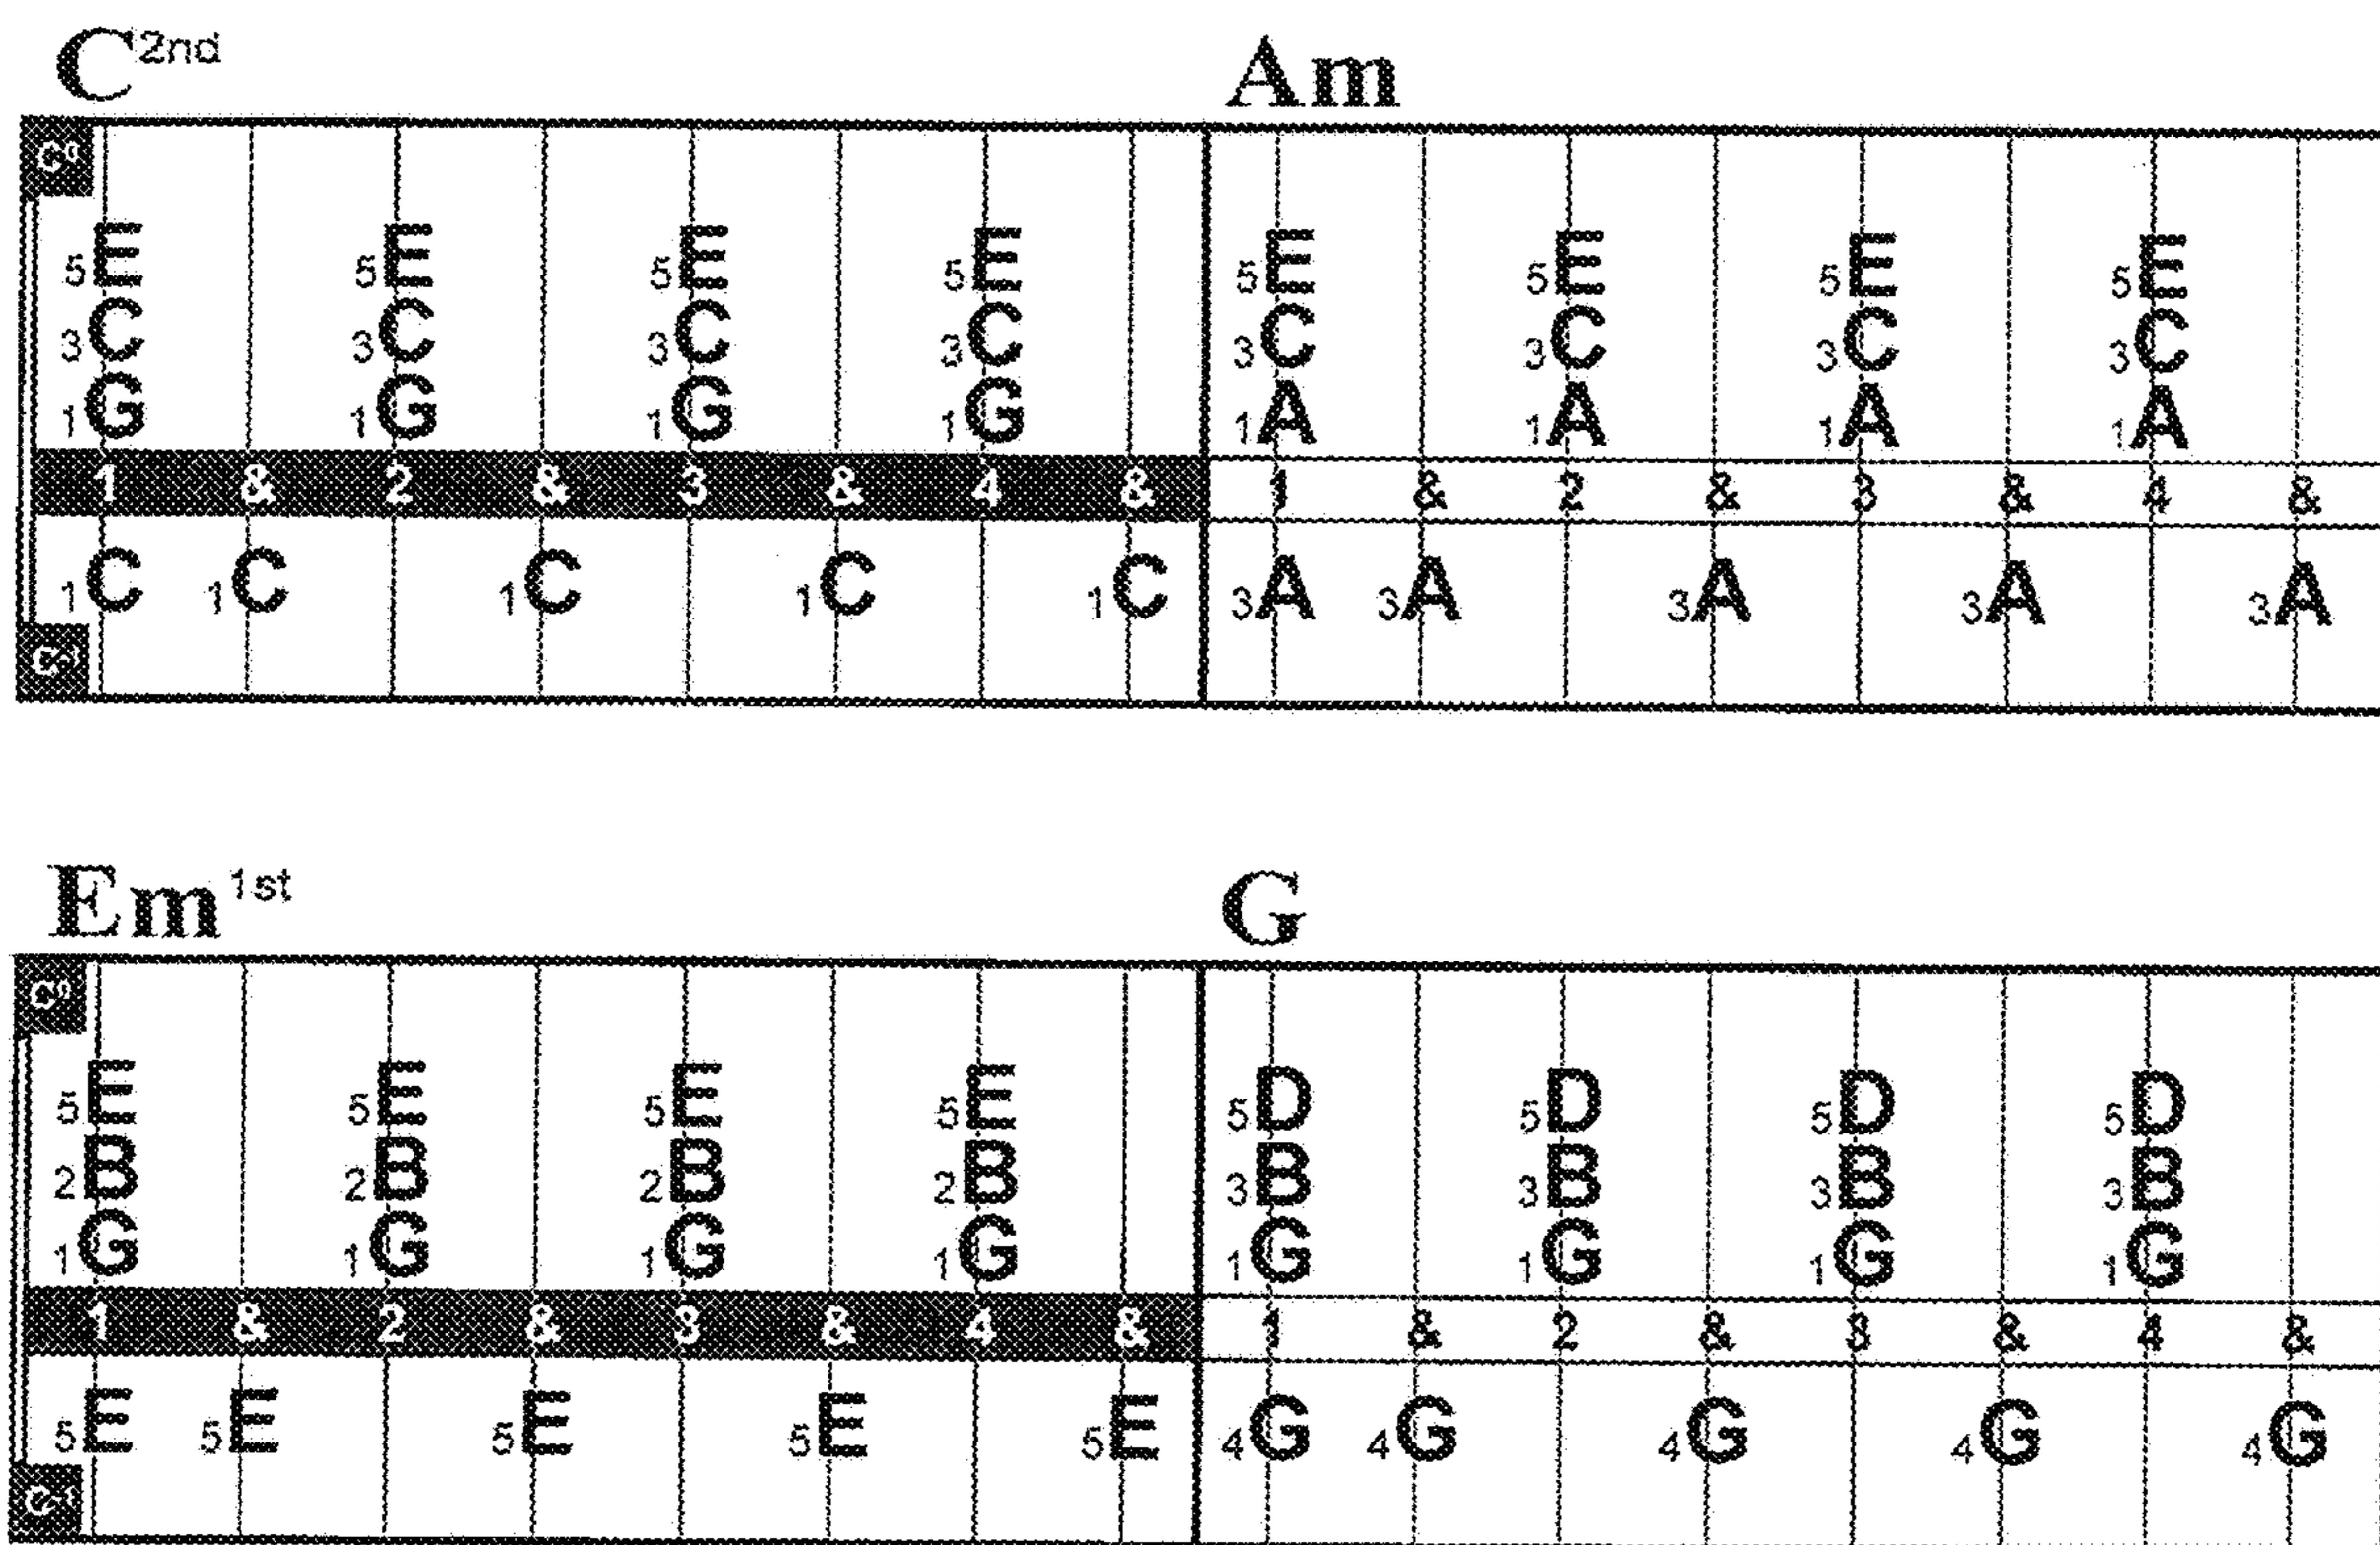 C2nd Am
5E 5E 5E 5E 5E 5E 5E 5E
3C 3C 3C 3C 3C 3C 3C 3C
1G 1G 1G 1G 1A 1A 1A 1A
1 & 2 & 3 & 4 & 1 & 2 & 3 & 4 &
1C 1C 1C 1C 1C 3A 3A 3A 3A 3A
Em1st G
5E 5E 5E 5E 5D 5D 5D 5D
2B 2B 2B 2B 3B 3B 3B 3B
1G 1G 1G 1G 1G 1G 1G 1G
1 & 2 & 3 & 4 & 1 & 2 & 3 & 4 &
5E 5E 5E 5E 5E 4G 4G 4G 4G 4G